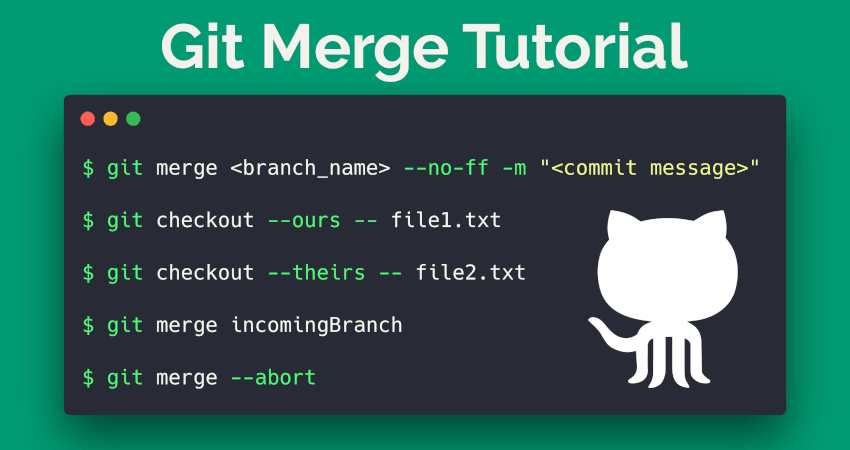 Git Merge Tutorial
$ git merge <branch_name> --no-ff -m "<commit message>"
$ git checkout --ours -- file1.txt
$ git checkout --theirs -- file2.txt
$ git merge incomingBranch
$ git merge --abort